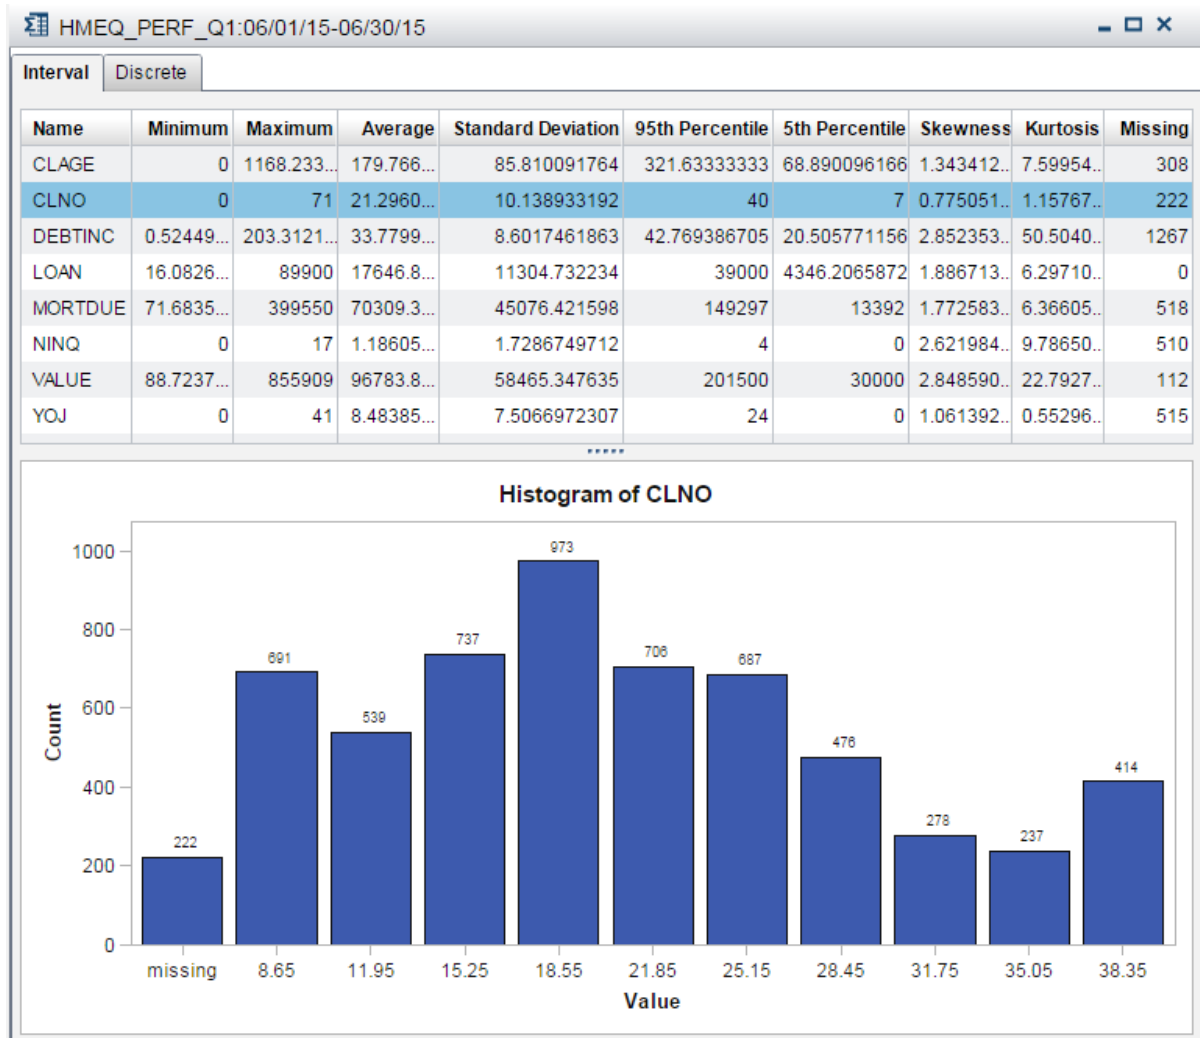 HMEQ_PERF_Q1:06/01/15-06/30/15
Interval Discrete
Name Minimum Maximum Average Standard Deviation 95th Percentile 5th Percentile Skewness Kurtosis Missing
CLAGE 0 1168.233... 179.766... 85.810091764 321.63333333 68.890096166 1.343412.. 7.59954.. 308
CLNO 0 71 21.2960... 10.138933192 40 7 0.775051.. 1.15767.. 222
DEBTINC 0.52449... 203.3121.. 33.7799... 8.6017461863 42.769386705 20.505771156 2.852353.. 50.5040.. 1267
LOAN 16.0826... 89900 17646.8... 11304.732234 39000 4346.2065872 1.886713.. 6.29710.. 0
MORTDUE 71.6835... 399550 70309.3... 45076.421598 149297 13392 1.772583.. 6.36605.. 518
NINQ 0 17 1.18605... 1.7286749712 4 0 2.621984.. 9.78650.. 510
VALUE 88.7237... 855909 96783.8... 58465.347635 201500 30000 2.848590.. 22.7927.. 112
YOJ 0 41 8.48385... 7.5066972307 24 0 1.061392.. 0.55296.. 515
Histogram of CLNO
1000
800
600
400
200
0
Count
222 691 539 737 973 706 687 476 278 237 414
missing 8.65 11.95 15.25 18.55 21.85 25.15 28.45 31.75 35.05 38.35
Value